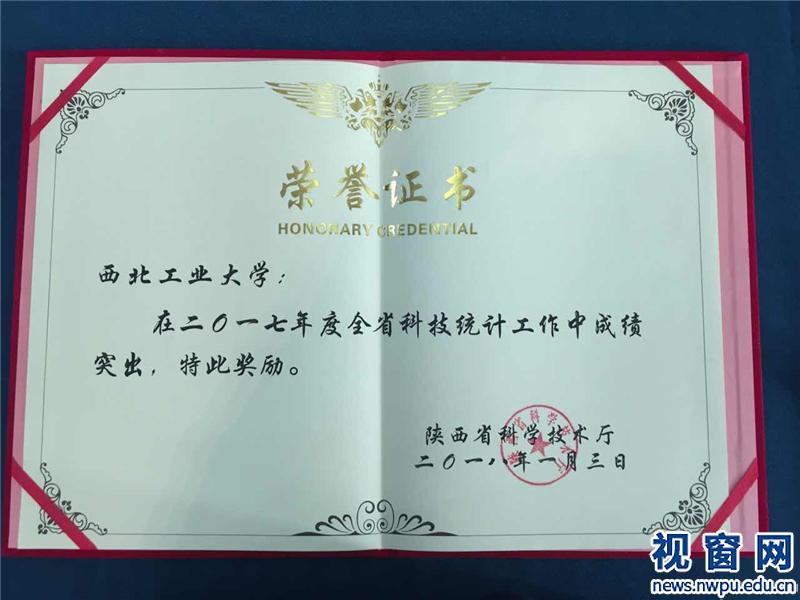 荣誉证书
HONORARY CREDENTIAL
西北工业大学：
在二〇一七年度全省科技统计工作中成绩
突出，特此奖励。
陕西省科学技术厅
二〇一八年一月三日
视窗网
news.nwpu.edu.cn